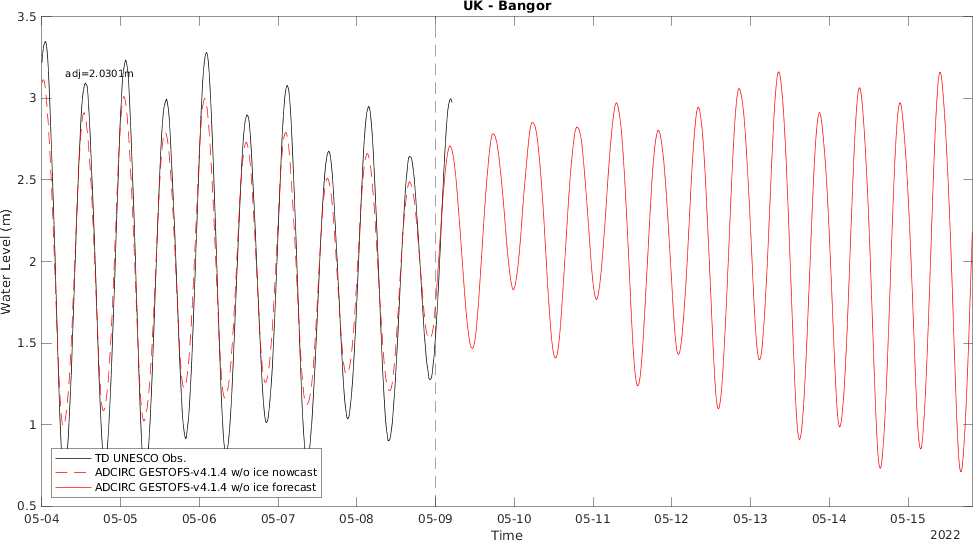 UK - Bangor
adj=2.0301m
3.5
3
2.5
2
1.5
1
0.5
Water Level (m)
TD UNESCO Obs.
ADCIRC GESTOFS-v4.1.4 w/o ice nowcast
ADCIRC GESTOFS-v4.1.4 w/o ice forecast
05-04 05-05 05-06 05-07 05-08 05-09 05-10 05-11 05-12 05-13 05-14 05-15
Time
2022